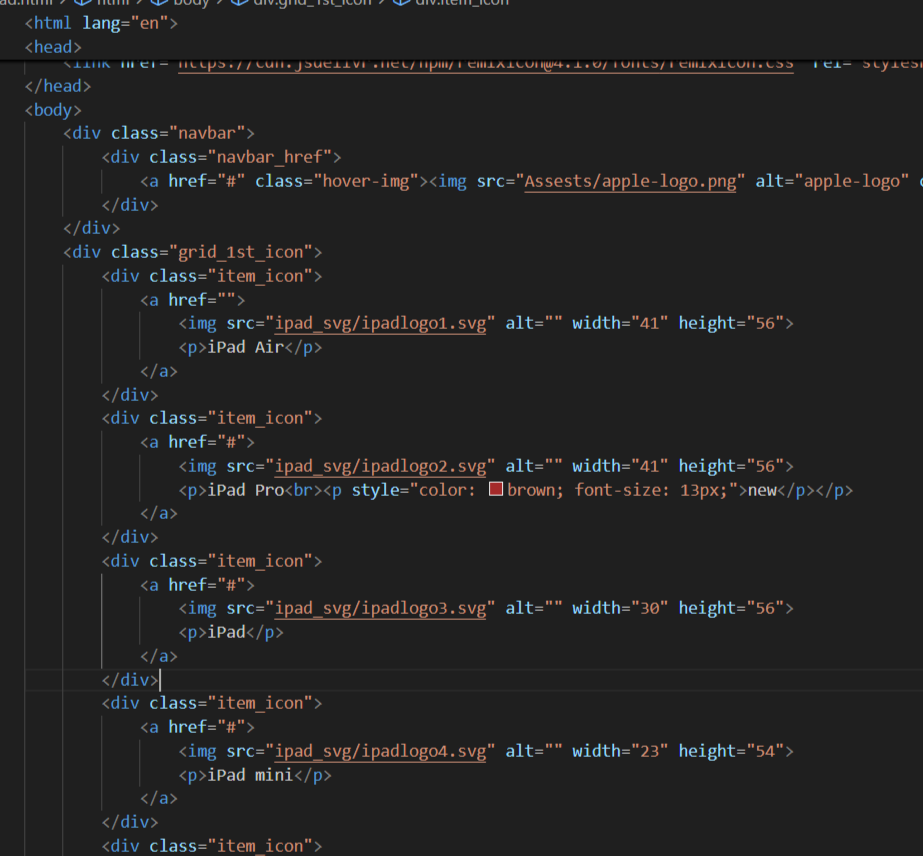 html > body > div.grid_1st_icon > div.item_icon
<html lang="en">
<head>
<link href="https://cdn.jsdelivr.net/npm/remixicon@4.1.0/fonts/remixicon.css" rel="
</head>
<body>
<div class="navbar">
<div class="navbar_href">
<a href="#" class="hover-img"><img src="Assests/apple-logo.png" alt="apple-logo"
</div>
</div>
<div class="grid_1st_icon">
<div class="item_icon">
<a href="">
<img src="ipad_svg/ipadlogo1.svg" alt="" width="41" height="56">
<p>iPad Air</p>
</a>
</div>
<div class="item_icon">
<a href="#">
<img src="ipad_svg/ipadlogo2.svg" alt="" width="41" height="56">
<p>iPad Pro<br><p style="color: brown; font-size: 13px;">new</p></p>
</a>
</div>
<div class="item_icon">
<a href="#">
<img src="ipad_svg/ipadlogo3.svg" alt="" width="30" height="56">
<p>iPad</p>
</a>
</div>
<div class="item_icon">
<a href="#">
<img src="ipad_svg/ipadlogo4.svg" alt="" width="23" height="54">
<p>iPad mini</p>
</a>
</div>
<div class="item_icon">